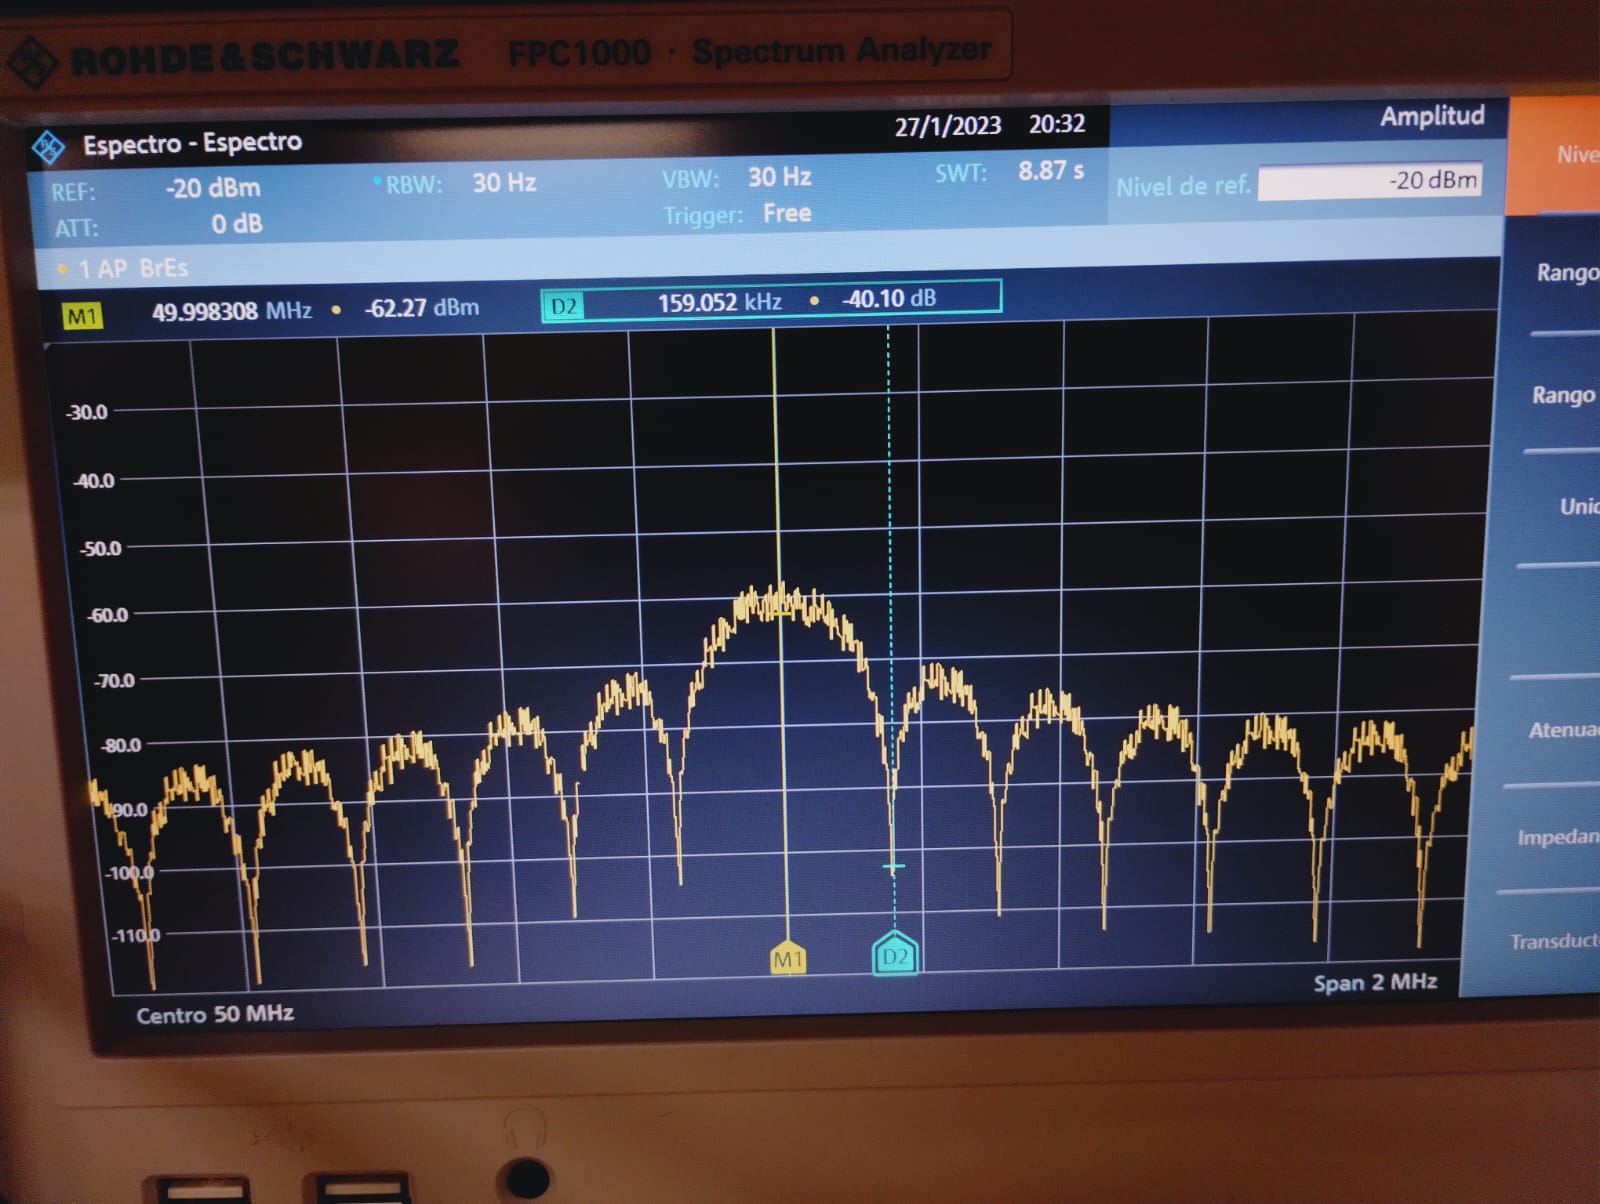 ROHDE&SCHWARZ FPC1000 · Spectrum Analyzer
Espectro - Espectro 27/1/2023 20:32 Amplitud
REF: -20 dBm RBW: 30 Hz VBW: 30 Hz SWT: 8.87 s Nivel de ref. -20 dBm
ATT: 0 dB Trigger: Free
1 AP BrEs
M1 49.998308 MHz • -62.27 dBm D2 159.052 kHz • -40.10 dB
-30.0
-40.0
-50.0
-60.0
-70.0
-80.0
-90.0
-100.0
-110.0
M1 D2
Centro 50 MHz Span 2 MHz
Nive
Rango
Rango
Unid
Atenuac
Impedan
Transducto